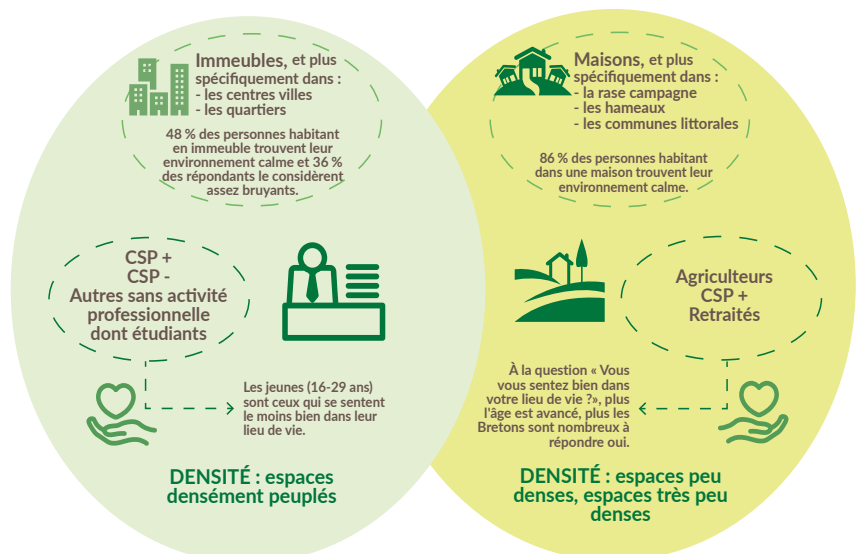 Immeubles, et plus
spécifiquement dans :
- les centres villes
- les quartiers
48 % des personnes habitant
en immeuble trouvent leur
environnement calme et 36 %
des répondants le considèrent
assez bruyants.
CSP +
CSP -
Autres sans activité
professionnelle
dont étudiants
Les jeunes (16-29 ans)
sont ceux qui se sentent
le moins bien dans leur
lieu de vie.
DENSITÉ : espaces
densément peuplés
Maisons, et plus
spécifiquement dans :
- la rase campagne
- les hameaux
- les communes littorales
86 % des personnes habitant
dans une maison trouvent leur
environnement calme.
Agriculteurs
CSP +
Retraités
À la question « Vous
vous sentez bien dans
votre lieu de vie ?», plus
l'âge est avancé, plus les
Bretons sont nombreux à
répondre oui.
DENSITÉ : espaces peu
denses, espaces très peu
denses